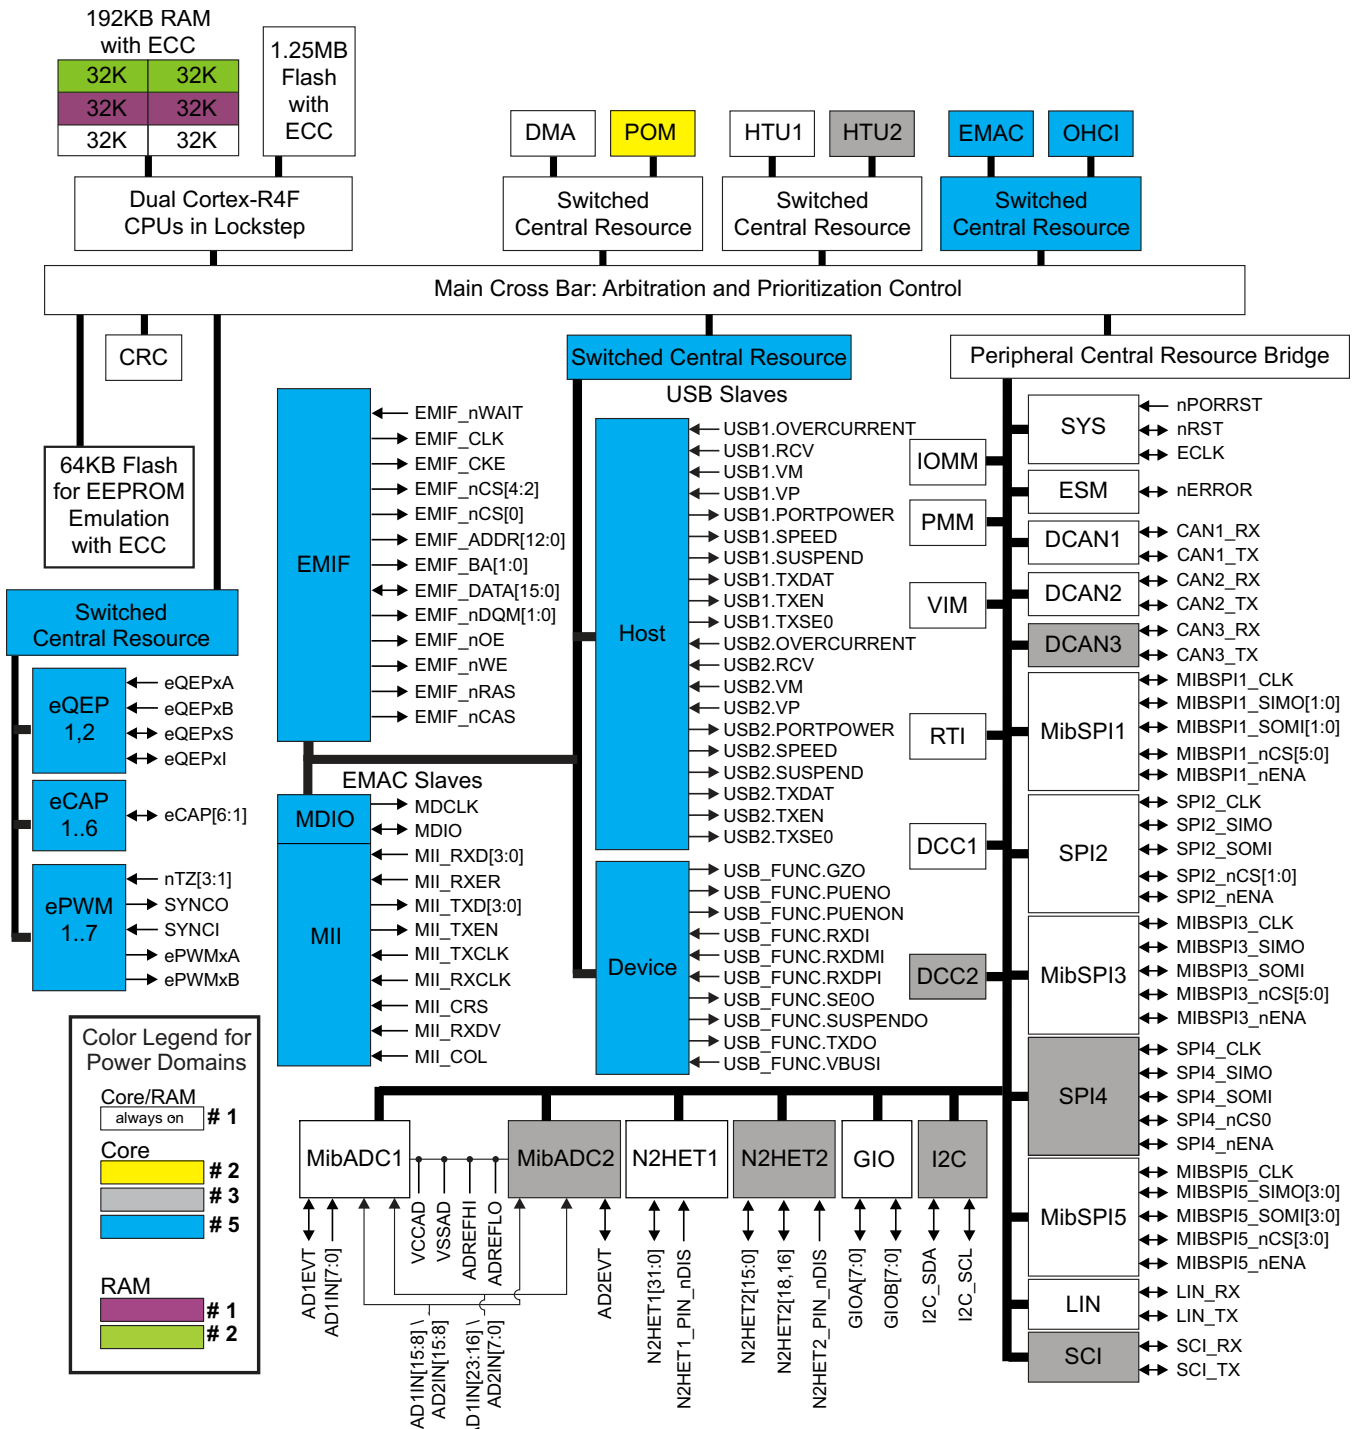 192KB RAM
with ECC
32K 32K
32K 32K
32K 32K
1.25MB
Flash
with
ECC
DMA
POM
HTU1
HTU2
EMAC
OHCI
Dual Cortex-R4F
CPUs in Lockstep
Switched
Central Resource
Switched
Central Resource
Switched
Central Resource
Main Cross Bar: Arbitration and Prioritization Control
CRC
Switched Central Resource
Peripheral Central Resource Bridge
64KB Flash
for EEPROM
Emulation
with ECC
Switched
Central Resource
eQEP
1,2
eQEPxA
eQEPxB
eQEPxS
eQEPxI
eCAP
1..6
eCAP[6:1]
ePWM
1..7
nTZ[3:1]
SYNCO
SYNCI
ePWMxA
ePWMxB
EMIF
EMIF_nWAIT
EMIF_CLK
EMIF_CKE
EMIF_nCS[4:2]
EMIF_nCS[0]
EMIF_ADDR[12:0]
EMIF_BA[1:0]
EMIF_DATA[15:0]
EMIF_nDQM[1:0]
EMIF_nOE
EMIF_nWE
EMIF_nRAS
EMIF_nCAS
EMAC Slaves
MDIO
MDCLK
MDIO
MII
MII_RXD[3:0]
MII_RXER
MII_TXD[3:0]
MII_TXEN
MII_TXCLK
MII_RXCLK
MII_CRS
MII_RXDV
MII_COL
USB Slaves
Host
USB1.OVERCURRENT
USB1.RCV
USB1.VM
USB1.VP
USB1.PORTPOWER
USB1.SPEED
USB1.SUSPEND
USB1.TXDAT
USB1.TXEN
USB1.TXSE0
USB2.OVERCURRENT
USB2.RCV
USB2.VM
USB2.VP
USB2.PORTPOWER
USB2.SPEED
USB2.SUSPEND
USB2.TXDAT
USB2.TXEN
USB2.TXSE0
Device
USB_FUNC.GZO
USB_FUNC.PUENO
USB_FUNC.PUENON
USB_FUNC.RXDI
USB_FUNC.RXDMI
USB_FUNC.RXDPI
USB_FUNC.SE0O
USB_FUNC.SUSPENDO
USB_FUNC.TXDO
USB_FUNC.VBUSI
IOMM
PMM
VIM
RTI
DCC1
DCC2
SYS
nPORRST
nRST
ECLK
ESM
nERROR
DCAN1
CAN1_RX
CAN1_TX
DCAN2
CAN2_RX
CAN2_TX
DCAN3
CAN3_RX
CAN3_TX
MibSPI1
MIBSPI1_CLK
MIBSPI1_SIMO[1:0]
MIBSPI1_SOMI[1:0]
MIBSPI1_nCS[5:0]
MIBSPI1_nENA
SPI2
SPI2_CLK
SPI2_SIMO
SPI2_SOMI
SPI2_nCS[1:0]
SPI2_nENA
MibSPI3
MIBSPI3_CLK
MIBSPI3_SIMO
MIBSPI3_SOMI
MIBSPI3_nCS[5:0]
MIBSPI3_nENA
SPI4
SPI4_CLK
SPI4_SIMO
SPI4_SOMI
SPI4_nCS0
SPI4_nENA
MibSPI5
MIBSPI5_CLK
MIBSPI5_SIMO[3:0]
MIBSPI5_SOMI[3:0]
MIBSPI5_nCS[3:0]
MIBSPI5_nENA
LIN
LIN_RX
LIN_TX
SCI
SCI_RX
SCI_TX
Color Legend for
Power Domains
Core/RAM
always on # 1
Core
# 2
# 3
# 5
RAM
# 1
# 2
MibADC1
MibADC2
N2HET1
N2HET2
GIO
I2C
AD1EVT
AD1IN[7:0]
AD1IN[15:8] \
AD2IN[15:8]
VCCAD
VSSAD
ADREFHI
ADREFLO
AD1IN[23:16] \
AD2IN[7:0]
AD2EVT
N2HET1[31:0]
N2HET1_PIN_nDIS
N2HET2[15:0]
N2HET2[18,16]
N2HET2_PIN_nDIS
GIOA[7:0]
GIOB[7:0]
I2C_SDA
I2C_SCL